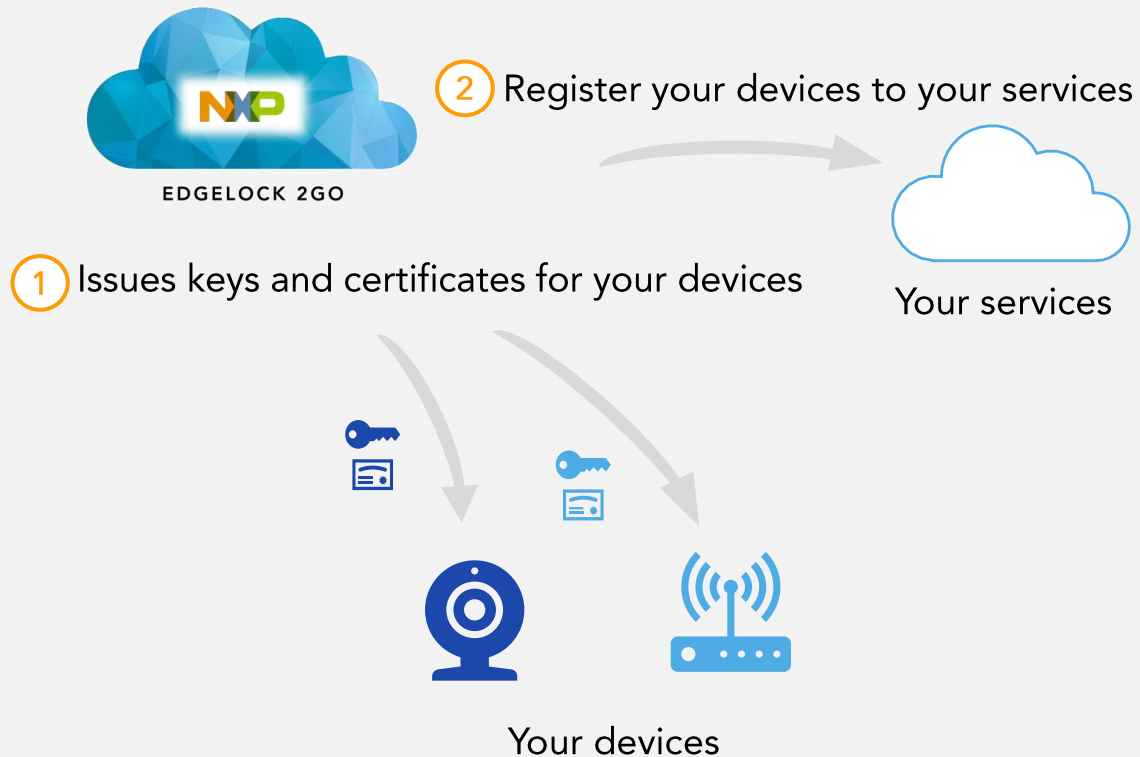 NXP
EDGELOCK 2GO
2 Register your devices to your services
1 Issues keys and certificates for your devices
Your services
Your devices